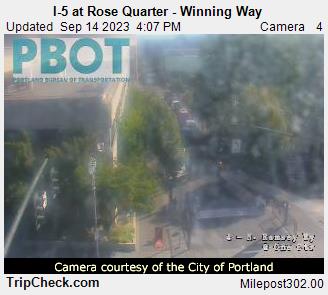 I-5 at Rose Quarter - Winning Way
Updated Sep 14 2023 4:07 PM Camera 4
PBOT
PORTLAND BUREAU OF TRANSPORTATION
Camera courtesy of the City of Portland
TripCheck.com Milepost302.00